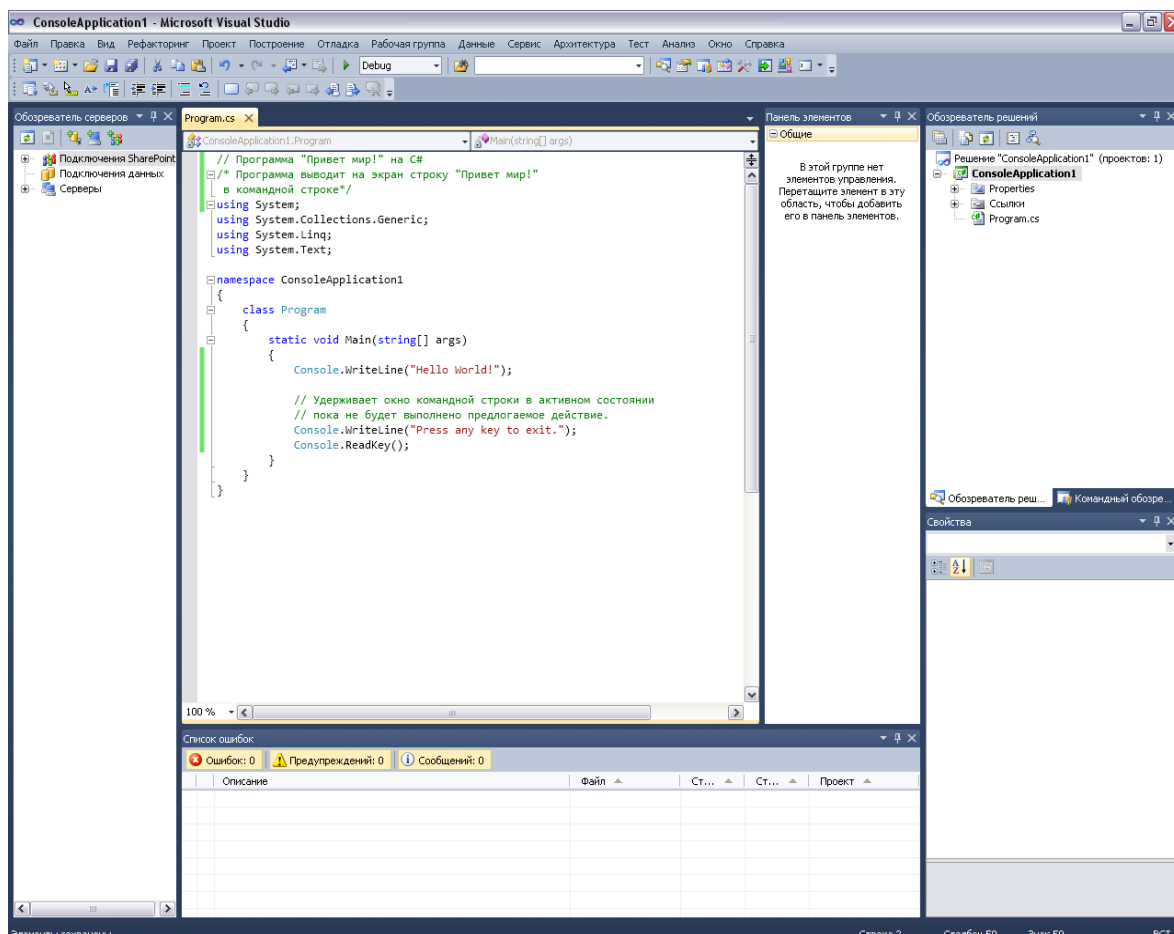 ConsoleApplication1 - Microsoft Visual Studio
Файл Правка Вид Рефакторинг Проект Построение Отладка Рабочая группа Данные Сервис Архитектура Тест Анализ Окно Справка
Debug
Обозреватель серверов
Подключения SharePoint
Подключения данных
Серверы
Program.cs
ConsoleApplication1.Program
Main(string[] args)
// Программа "Привет мир!" на C#
/* Программа выводит на экран строку "Привет мир!"
в командной строке*/
using System;
using System.Collections.Generic;
using System.Linq;
using System.Text;
namespace ConsoleApplication1
{
class Program
{
static void Main(string[] args)
{
Console.WriteLine("Hello World!");
// Удерживает окно командной строки в активном состоянии
// пока не будет выполнено предлогаемое действие.
Console.WriteLine("Press any key to exit.");
Console.ReadKey();
}
}
}
100 %
Панель элементов
Общие
В этой группе нет
элементов управления.
Перетащите элемент в эту
область, чтобы добавить
его в панель элементов.
Обозреватель решений
Решение "ConsoleApplication1" (проектов: 1)
ConsoleApplication1
Properties
Ссылки
Program.cs
Обозреватель реш...
Командный обозре...
Свойства
Список ошибок
Ошибок: 0
Предупреждений: 0
Сообщений: 0
Описание
Файл
Ст...
Ст...
Проект